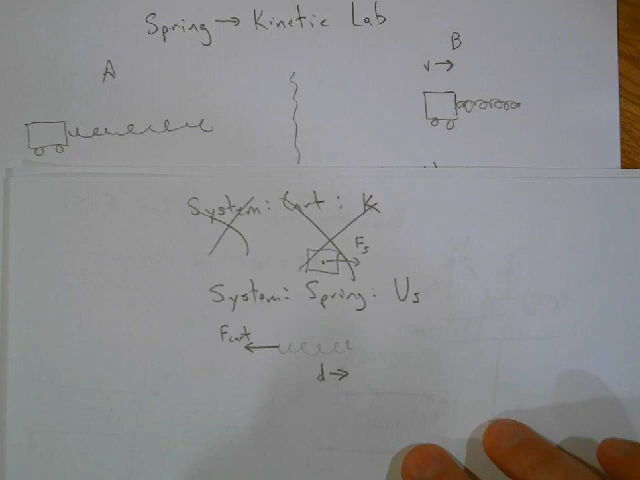 Spring → Kinetic Lab
A
B
v →
System: Cart: K
Fs
System: Spring: Us
Fcart
d →